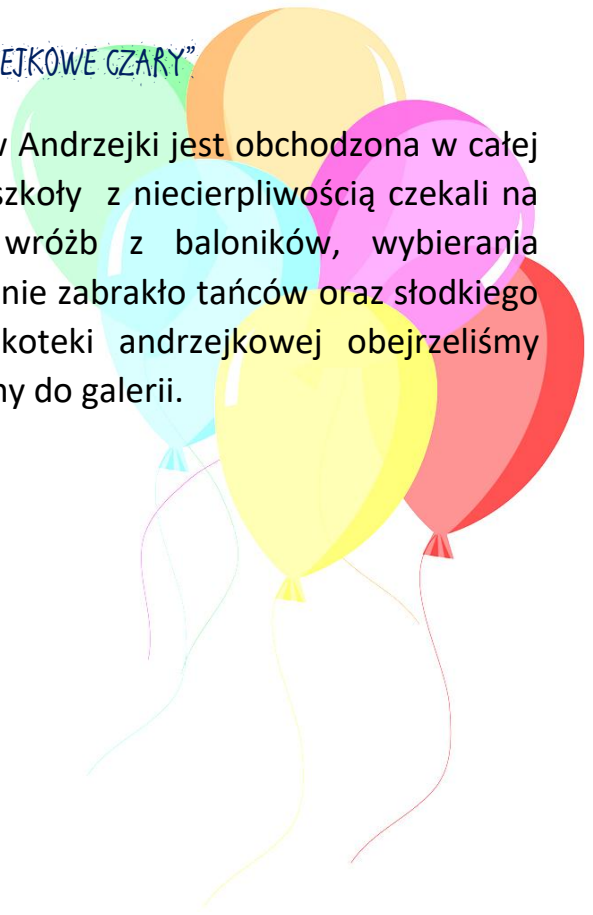 EJKOWE CZARY”
w Andrzejki jest obchodzona w całej
szkoły z niecierpliwością czekali na
wróżb z baloników, wybierania
nie zabrakło tańców oraz słodkiego
koteki andrzejkowej obejrzeliśmy
ny do galerii.